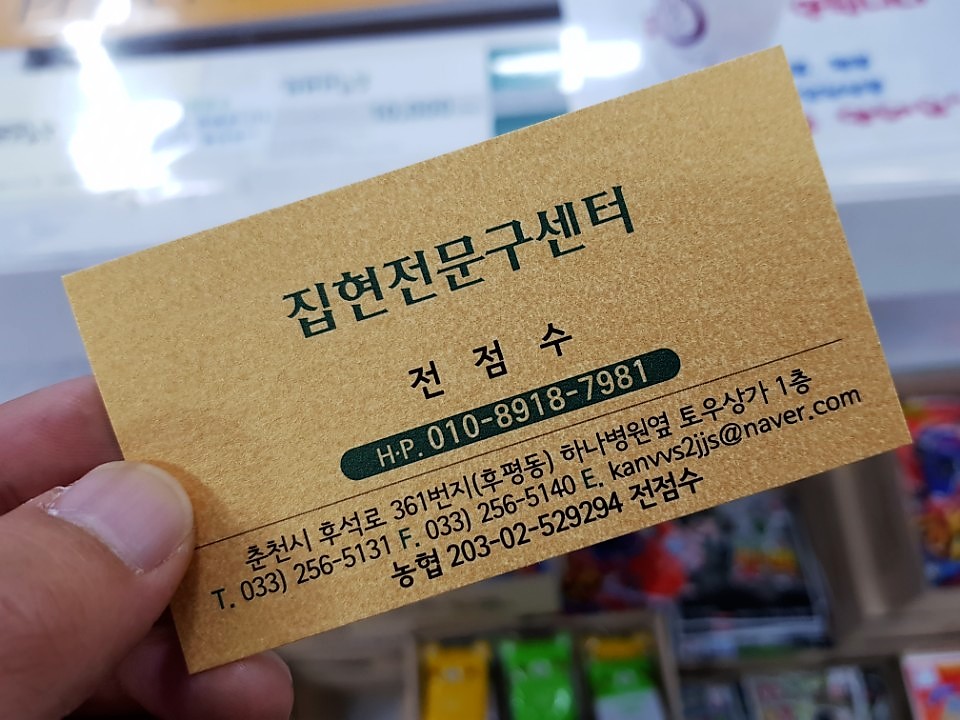 집현전문구센터
전 점 수
H·P. 010-8918-7981
춘천시 후석로 361번지(후평동) 하나병원옆 토우상가 1층
T. 033) 256-5131 F. 033) 256-5140 E. kanvvs2jjs@naver.com
농협 203-02-529294 전점수